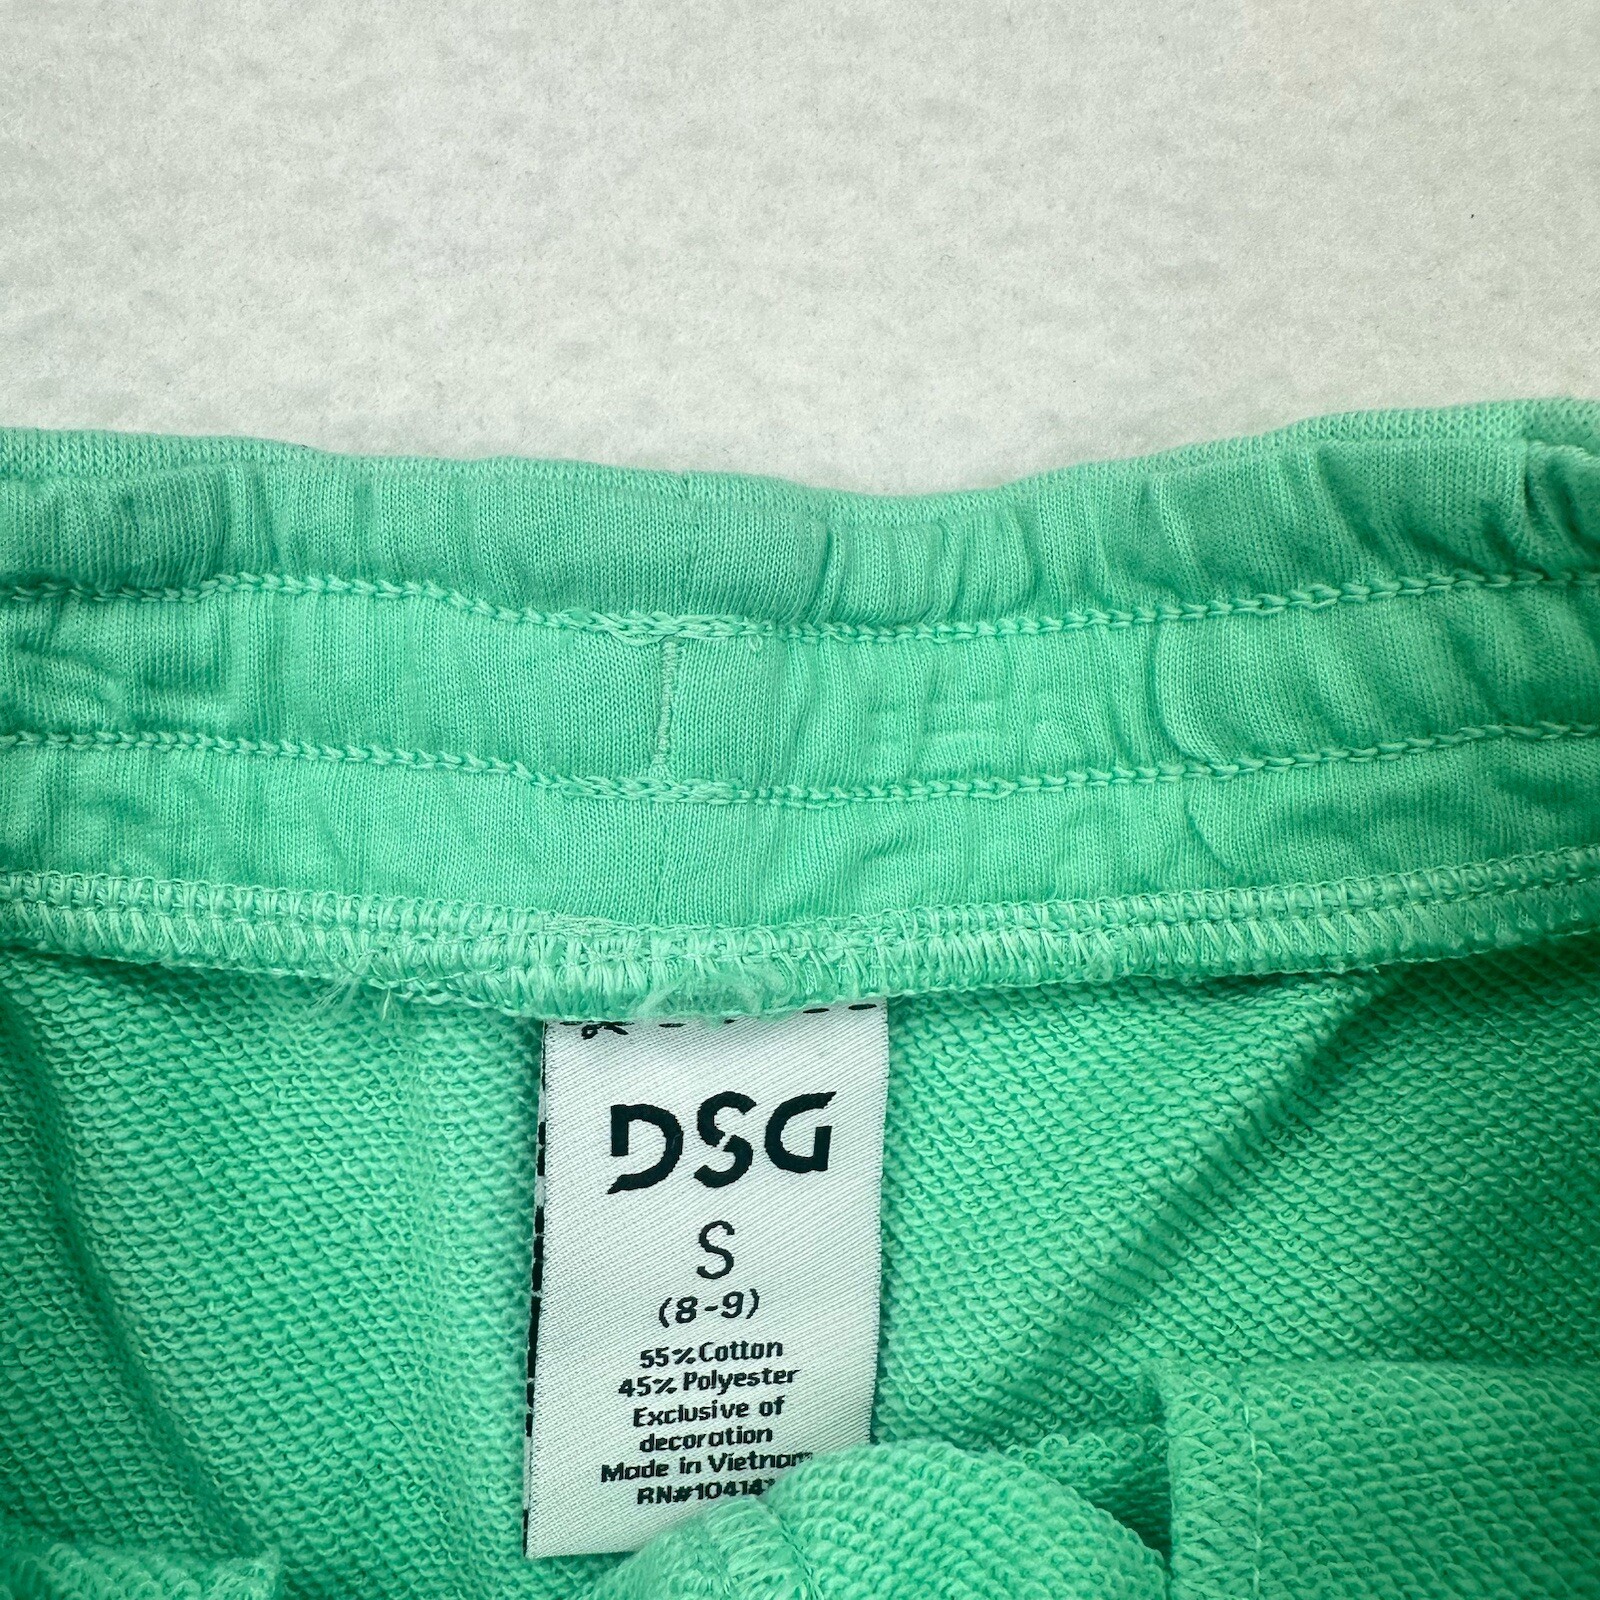 DSG
S
(8-9)
55% Cotton
45% Polyester
Exclusive of
decoration
Made in Vietnam